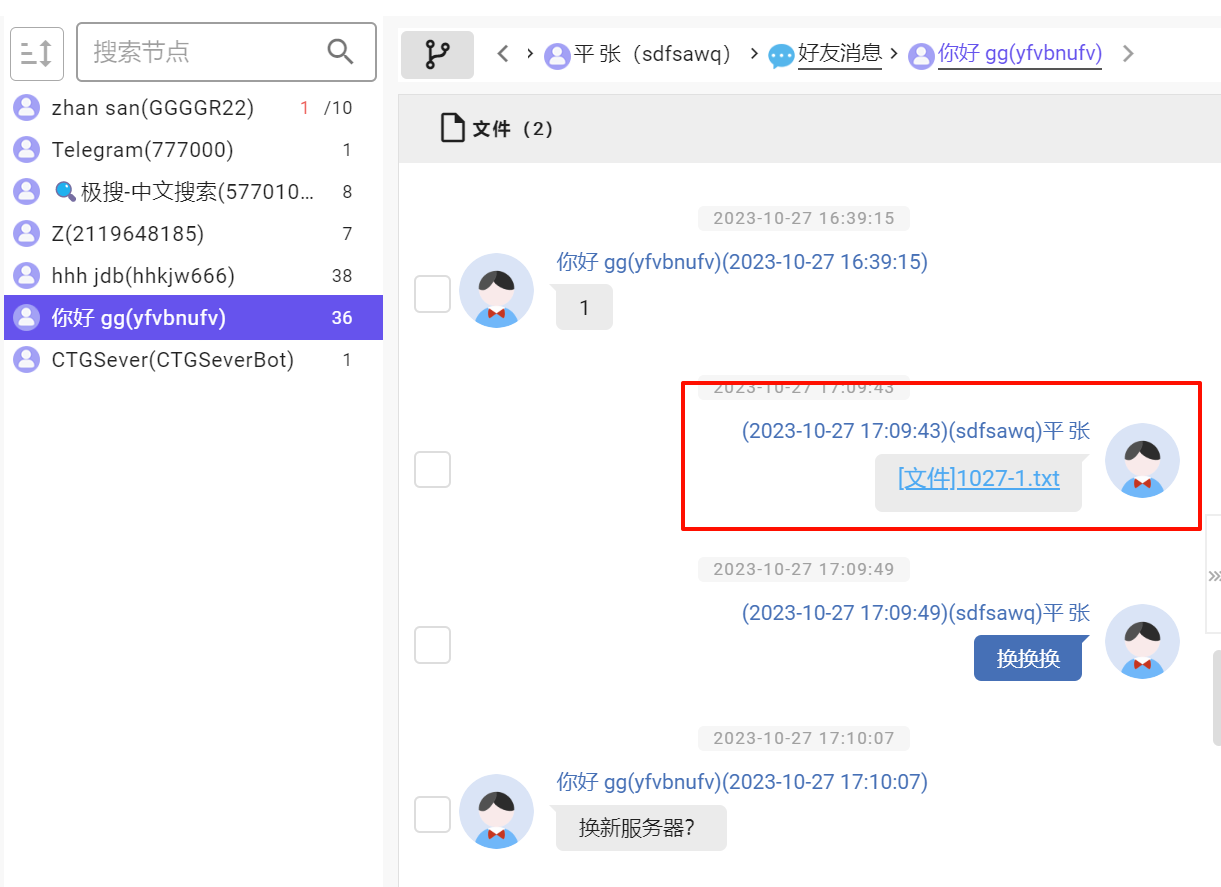 搜索节点
zhan san(GGGGR22) 1 /10
Telegram(777000) 1
极搜-中文搜索(577010... 8
Z(2119648185) 7
hhh jdb(hhkjw666) 38
你好 gg(yfvbnufv) 36
CTGSever(CTGSeverBot) 1
平 张（sdfsawq） 好友消息 你好 gg(yfvbnufv)
文件（2）
2023-10-27 16:39:15
你好 gg(yfvbnufv)(2023-10-27 16:39:15)
1
2023-10-27 17:09:43
(2023-10-27 17:09:43)(sdfsawq)平 张
[文件]1027-1.txt
2023-10-27 17:09:49
(2023-10-27 17:09:49)(sdfsawq)平 张
换换换
2023-10-27 17:10:07
你好 gg(yfvbnufv)(2023-10-27 17:10:07)
换新服务器？